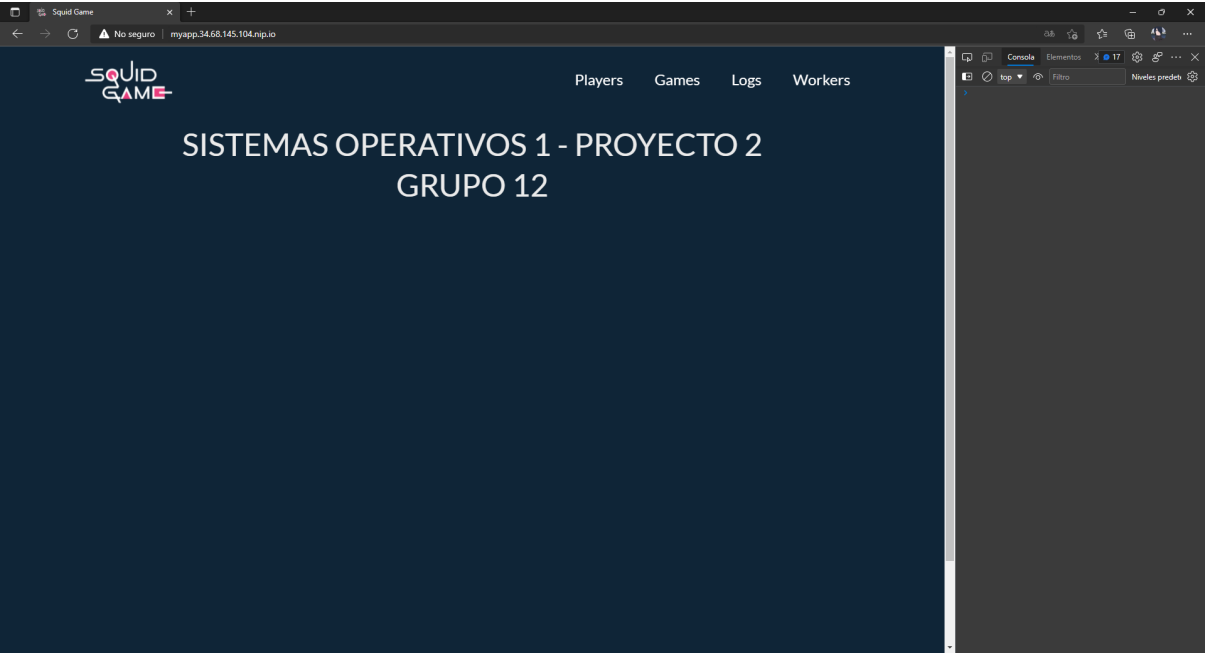 Squid Game
No seguro | myapp.34.68.145.104.nip.io
SQUID
GAME
Players Games Logs Workers
SISTEMAS OPERATIVOS 1 - PROYECTO 2
GRUPO 12
Consola Elementos 17
top Filtro Niveles predet